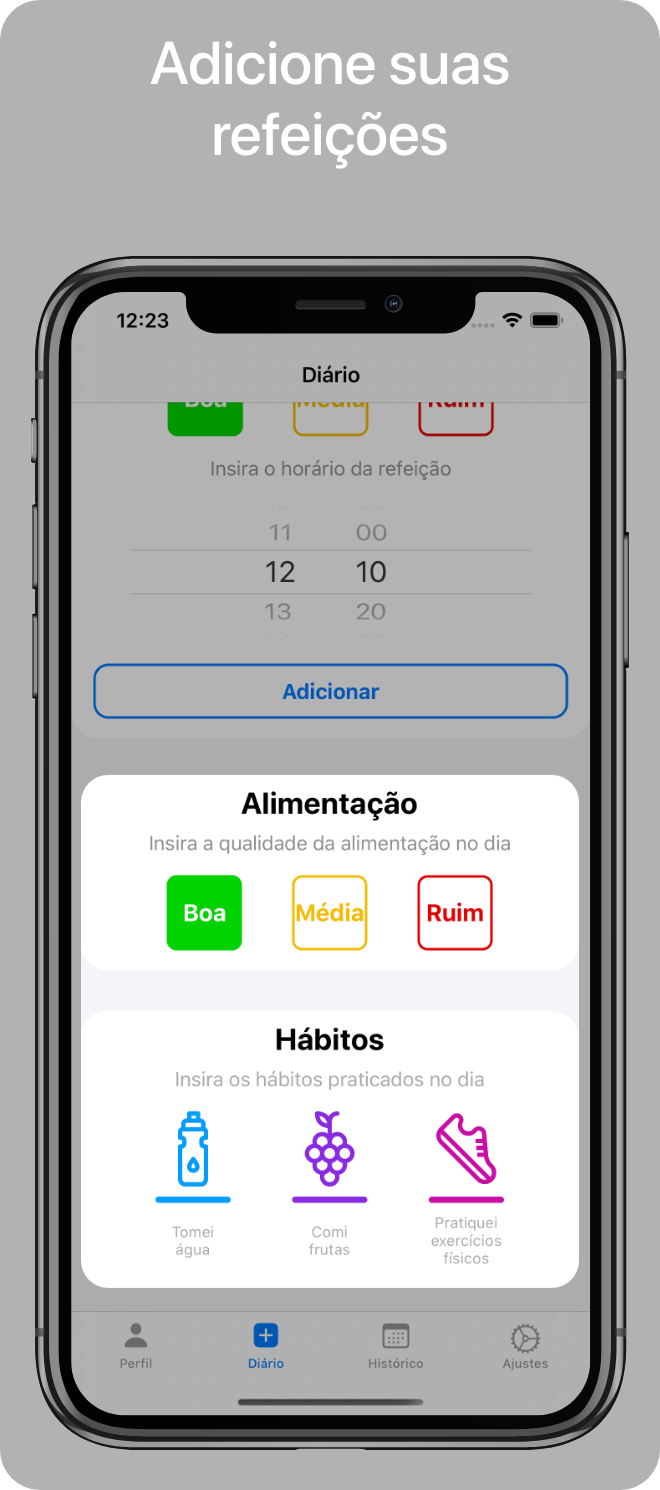 Adicione suas
refeições
12:23
Diário
Boa Média Ruim
Insira o horário da refeição
11 00
12 10
13 20
Adicionar
Alimentação
Insira a qualidade da alimentação no dia
Boa Média Ruim
Hábitos
Insira os hábitos praticados no dia
Tomei
água
Comi
frutas
Pratiquei
exercícios
físicos
Perfil Diário Histórico Ajustes